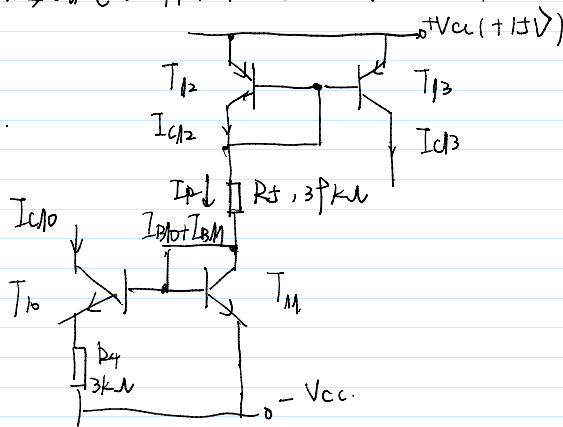 +Vcc(+15V)
T12
T13
IC12
IC13
IR
R5, 39kΩ
IC10
IB10+IB11
T10
T11
R4
3kΩ
-Vcc.